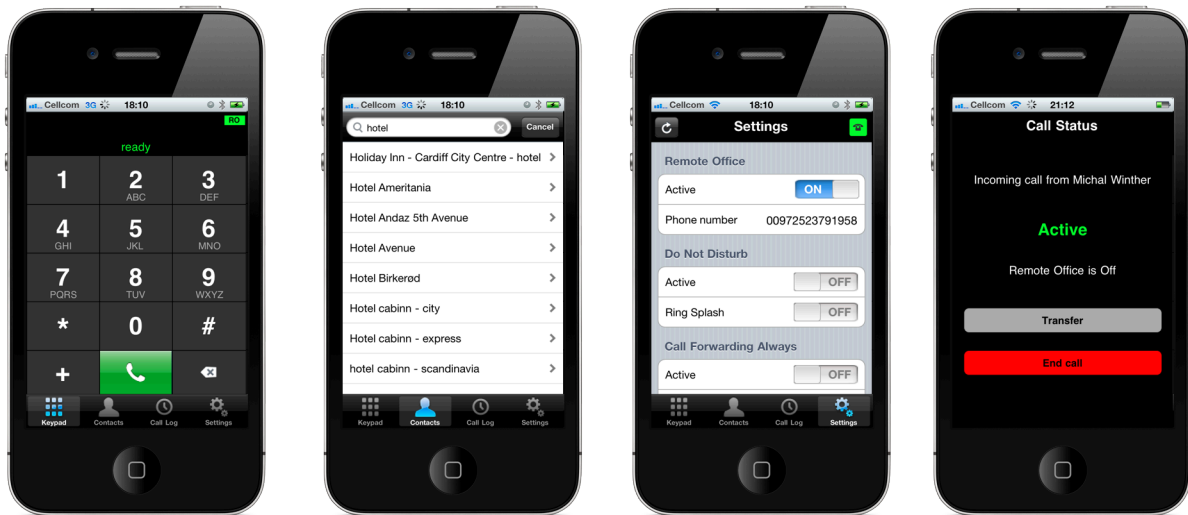 Cellcom 3G 18:10
RO
ready
1
2 ABC
3 DEF
4 GHI
5 JKL
6 MNO
7 PQRS
8 TUV
9 WXYZ
* 0 #
+
Keypad Contacts Call Log Settings
Cellcom 3G 18:10
hotel Cancel
Holiday Inn - Cardiff City Centre - hotel
Hotel Ameritania
Hotel Andaz 5th Avenue
Hotel Avenue
Hotel Birkerød
Hotel cabinn - city
Hotel cabinn - express
hotel cabinn - scandinavia
Keypad Contacts Call Log Settings
Cellcom 18:10
Settings
Remote Office
Active ON
Phone number 00972523791958
Do Not Disturb
Active OFF
Ring Splash OFF
Call Forwarding Always
Active OFF
Keypad Contacts Call Log Settings
Cellcom 21:12
Call Status
Incoming call from Michal Winther
Active
Remote Office is Off
Transfer
End call